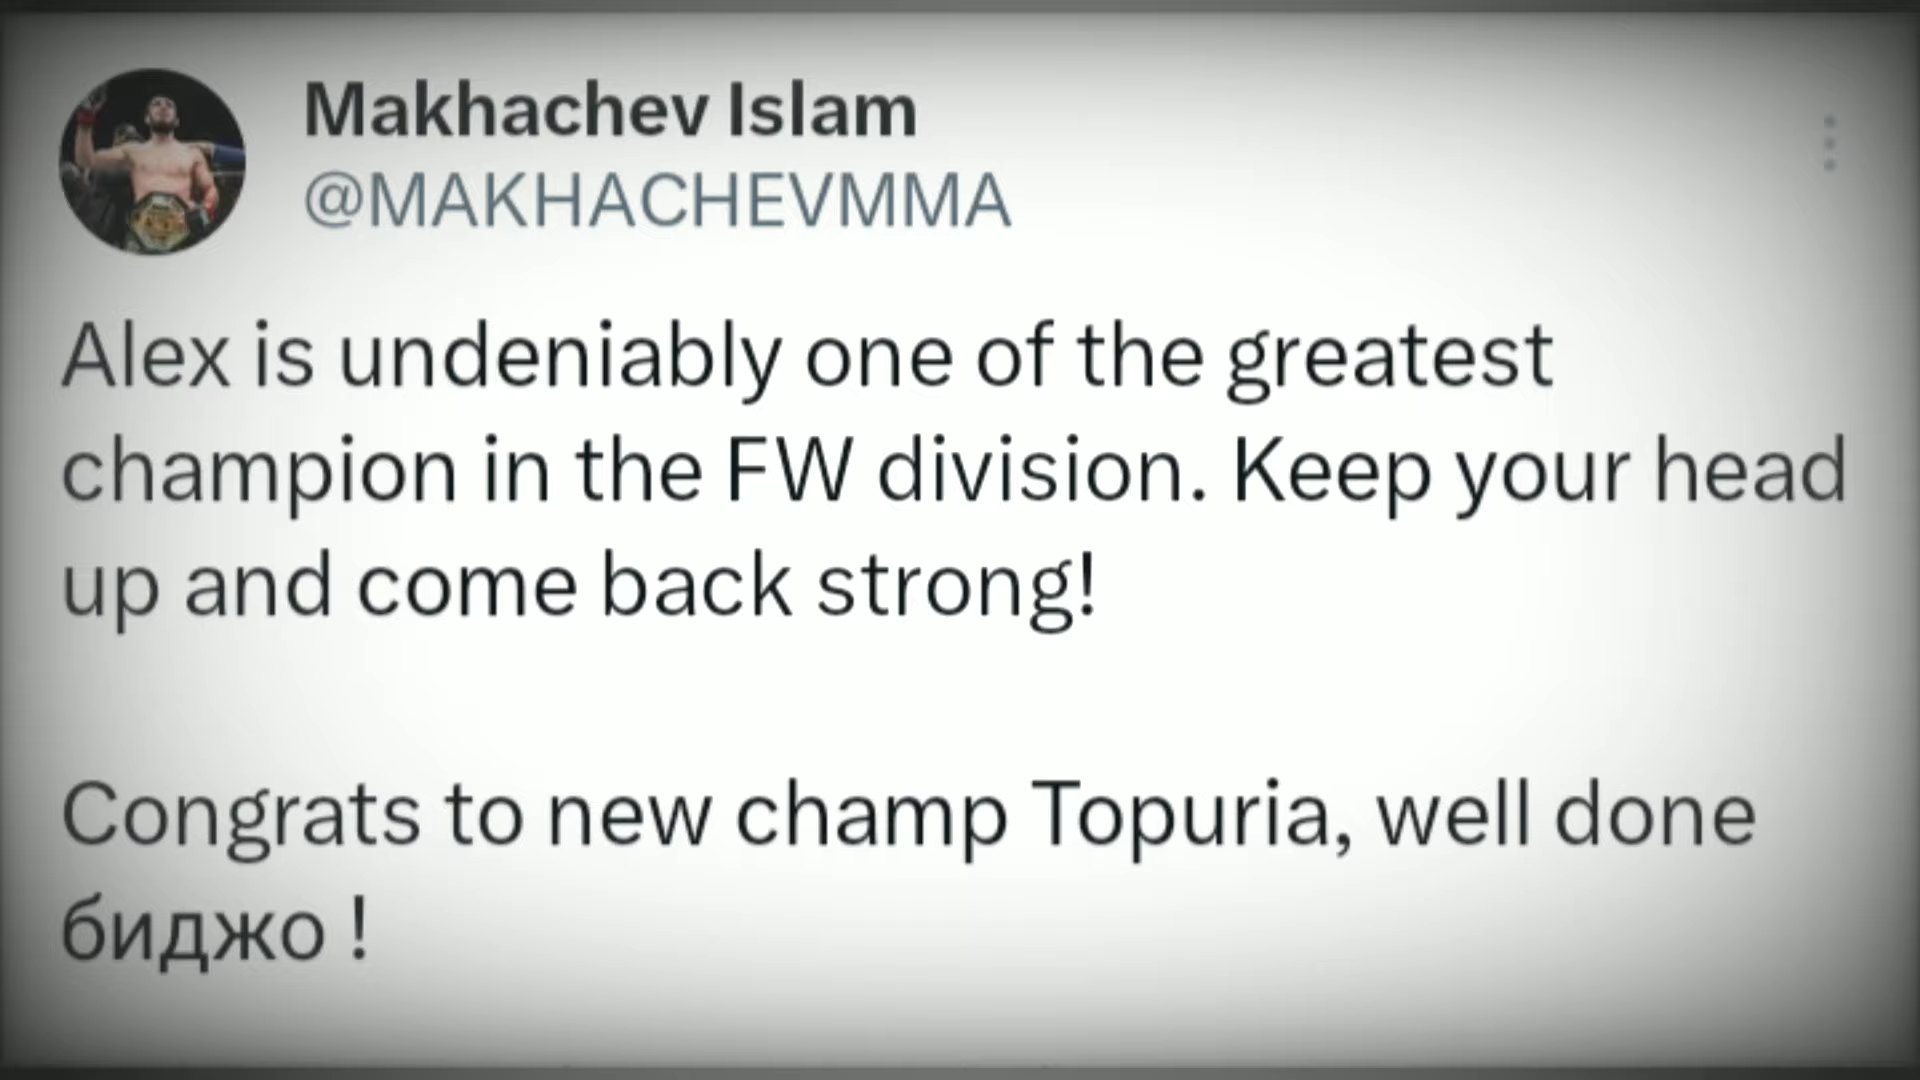 Makhachev Islam
@MAKHACHEVMMA
Alex is undeniably one of the greatest
champion in the FW division. Keep your head
up and come back strong!
Congrats to new champ Topuria, well done
биджо !